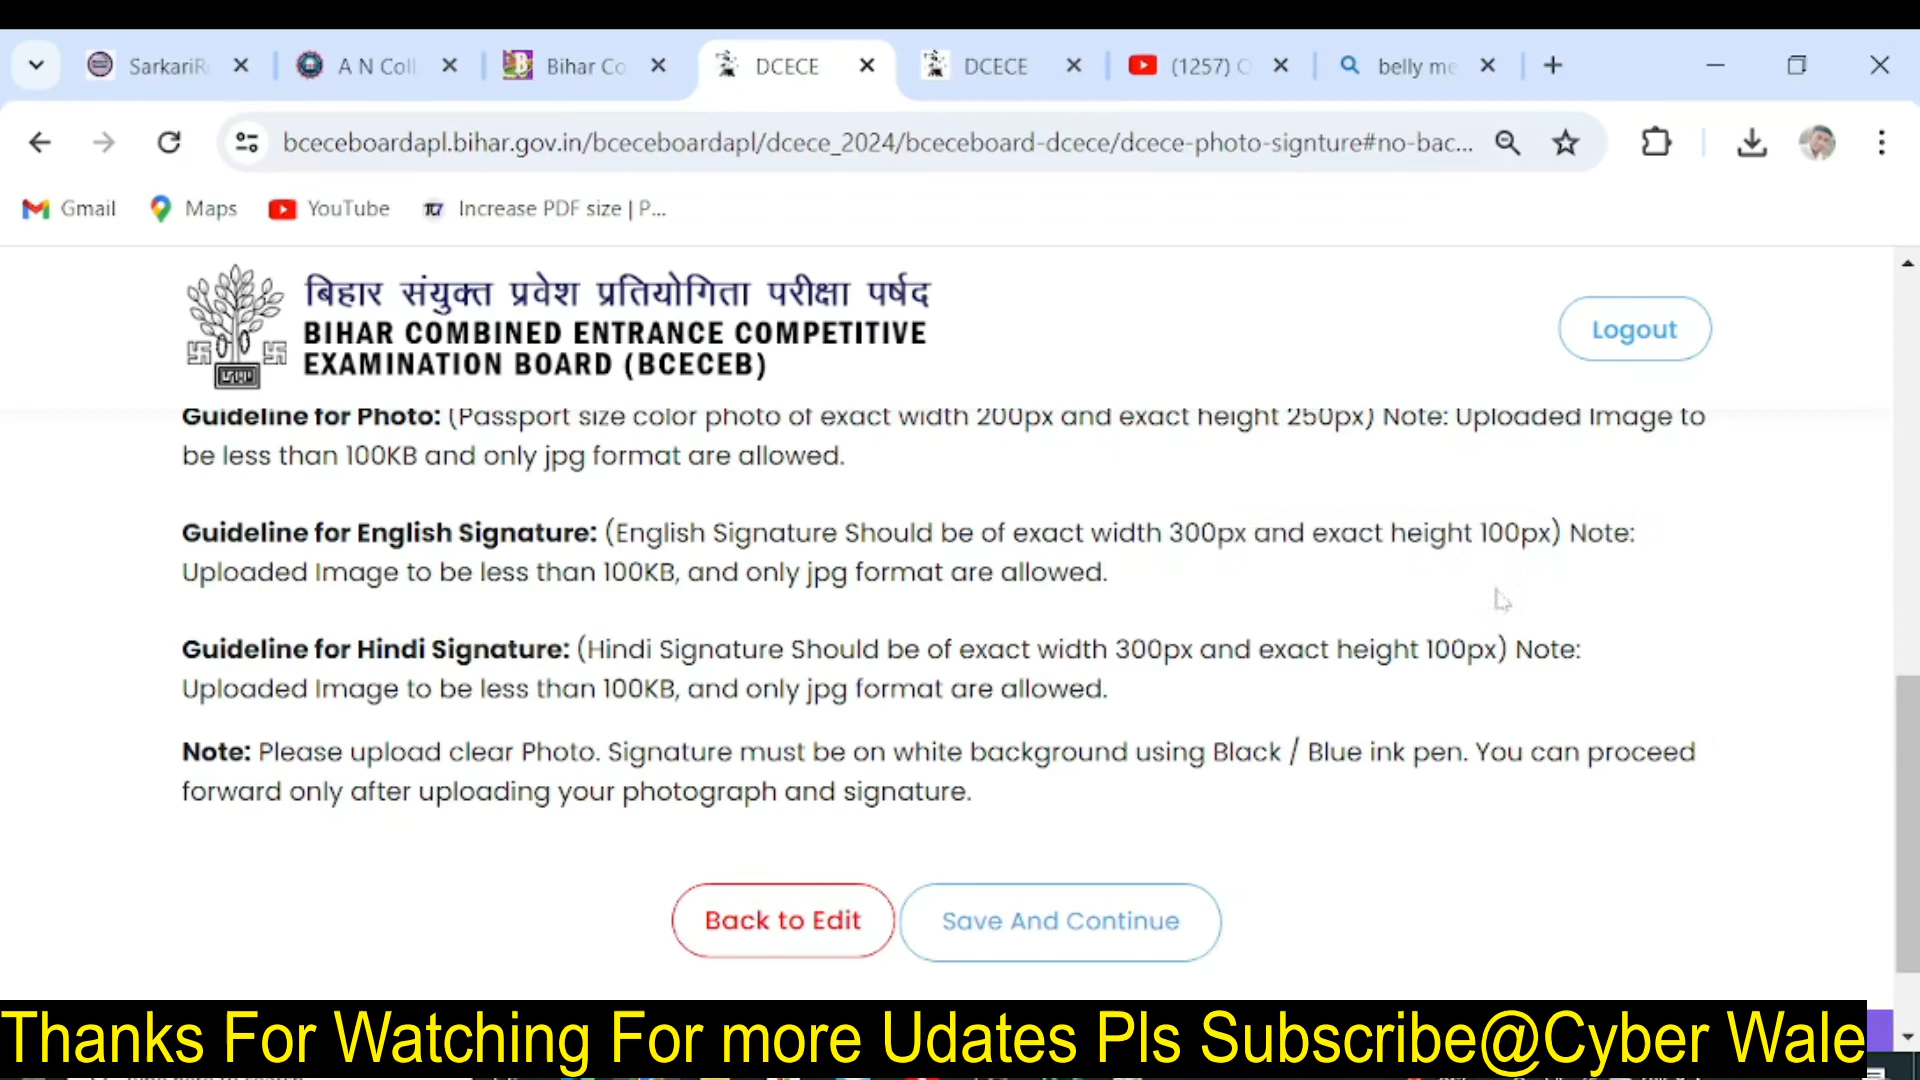 SarkariR
A N Coll
Bihar Co
DCECE
DCECE
(1257)
belly me
bceceboardapl.bihar.gov.in/bceceboardapl/dcece_2024/bceceboard-dcece/dcece-photo-signture#no-bac...
Gmail
Maps
YouTube
Increase PDF size | P...
बिहार संयुक्त प्रवेश प्रतियोगिता परीक्षा पर्षद
BIHAR COMBINED ENTRANCE COMPETITIVE
EXAMINATION BOARD (BCECEB)
Logout
Guideline for Photo: (Passport size color photo of exact width 200px and exact height 250px) Note: Uploaded Image to
be less than 100KB and only jpg format are allowed.
Guideline for English Signature: (English Signature Should be of exact width 300px and exact height 100px) Note:
Uploaded Image to be less than 100KB, and only jpg format are allowed.
Guideline for Hindi Signature: (Hindi Signature Should be of exact width 300px and exact height 100px) Note:
Uploaded Image to be less than 100KB, and only jpg format are allowed.
Note: Please upload clear Photo. Signature must be on white background using Black / Blue ink pen. You can proceed
forward only after uploading your photograph and signature.
Back to Edit
Save And Continue
Thanks For Watching For more Udates Pls Subscribe@Cyber Wale